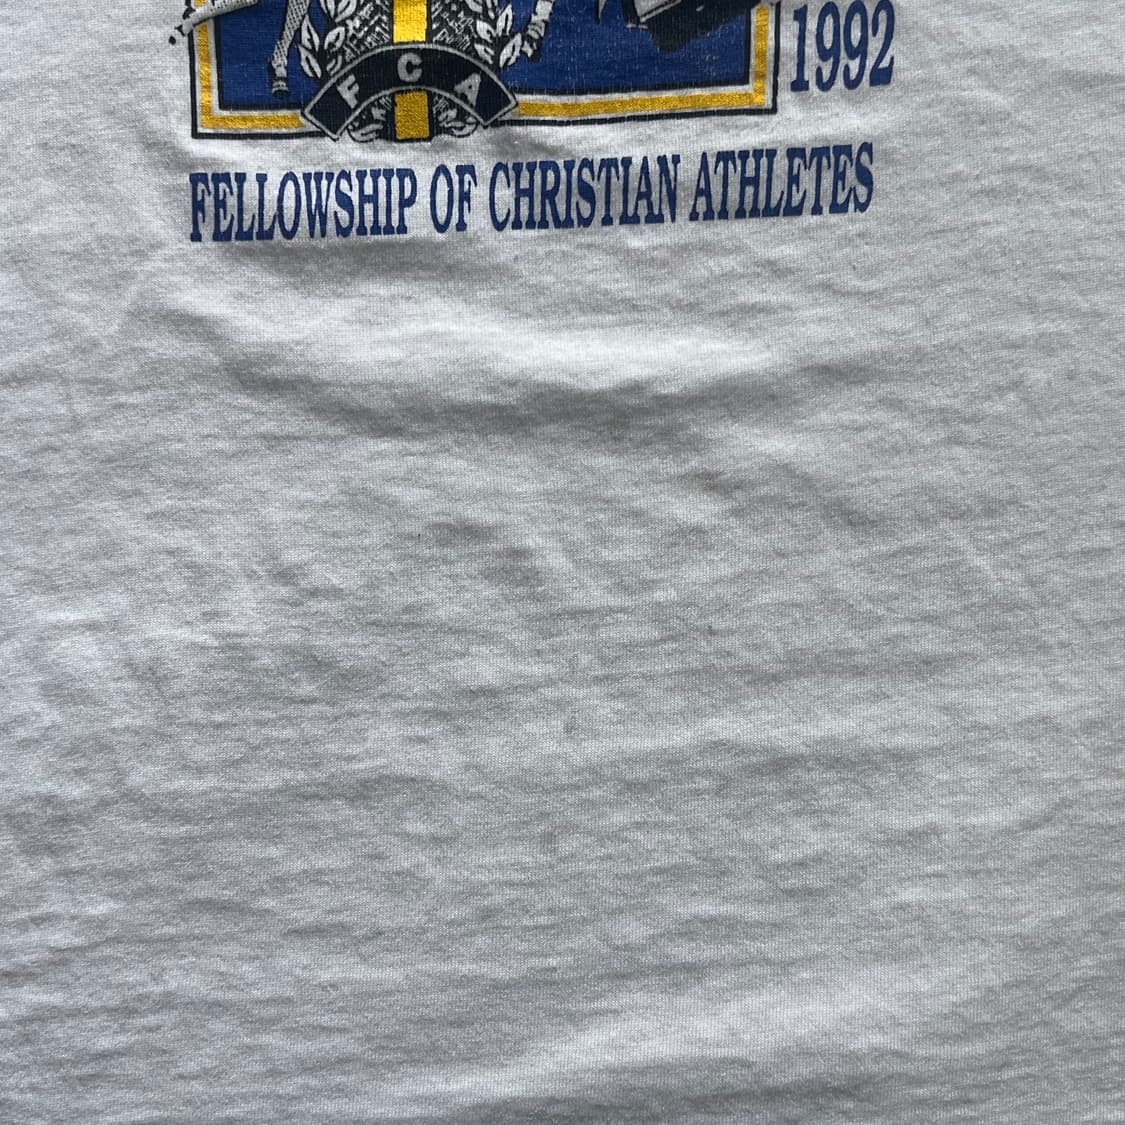 1992
F C A
FELLOWSHIP OF CHRISTIAN ATHLETES